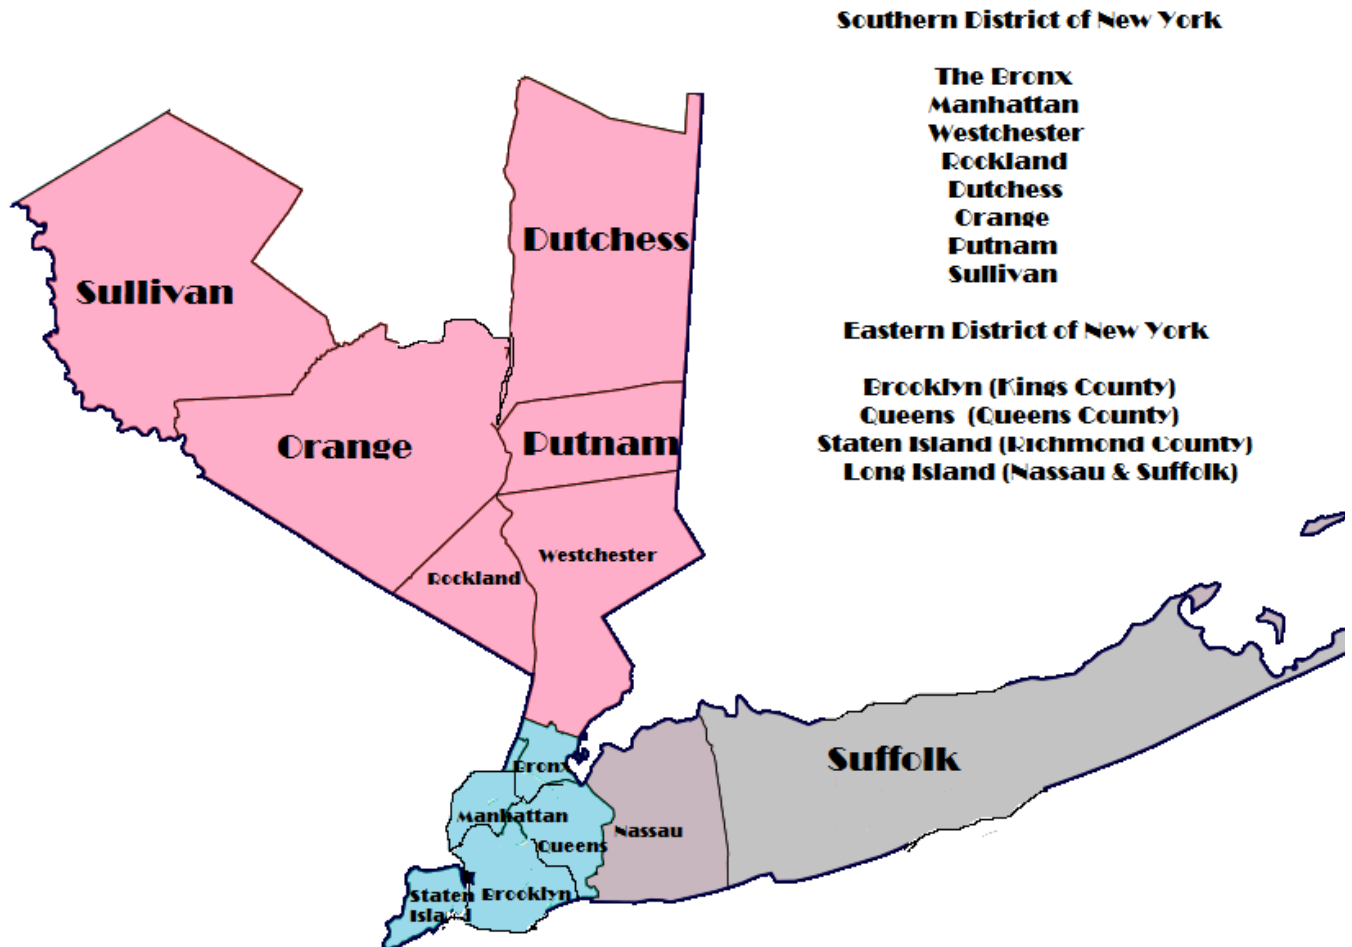 Southern District of New York
The Bronx
Manhattan
Westchester
Rockland
Dutchess
Orange
Putnam
Sullivan
Eastern District of New York
Brooklyn (Kings County)
Queens (Queens County)
Staten Island (Richmond County)
Long Island (Nassau & Suffolk)
Dutchess
Sullivan
Orange
Putnam
Westchester
Rockland
Suffolk
Bronx
Manhattan
Nassau
Queens
Staten
Island
Brooklyn